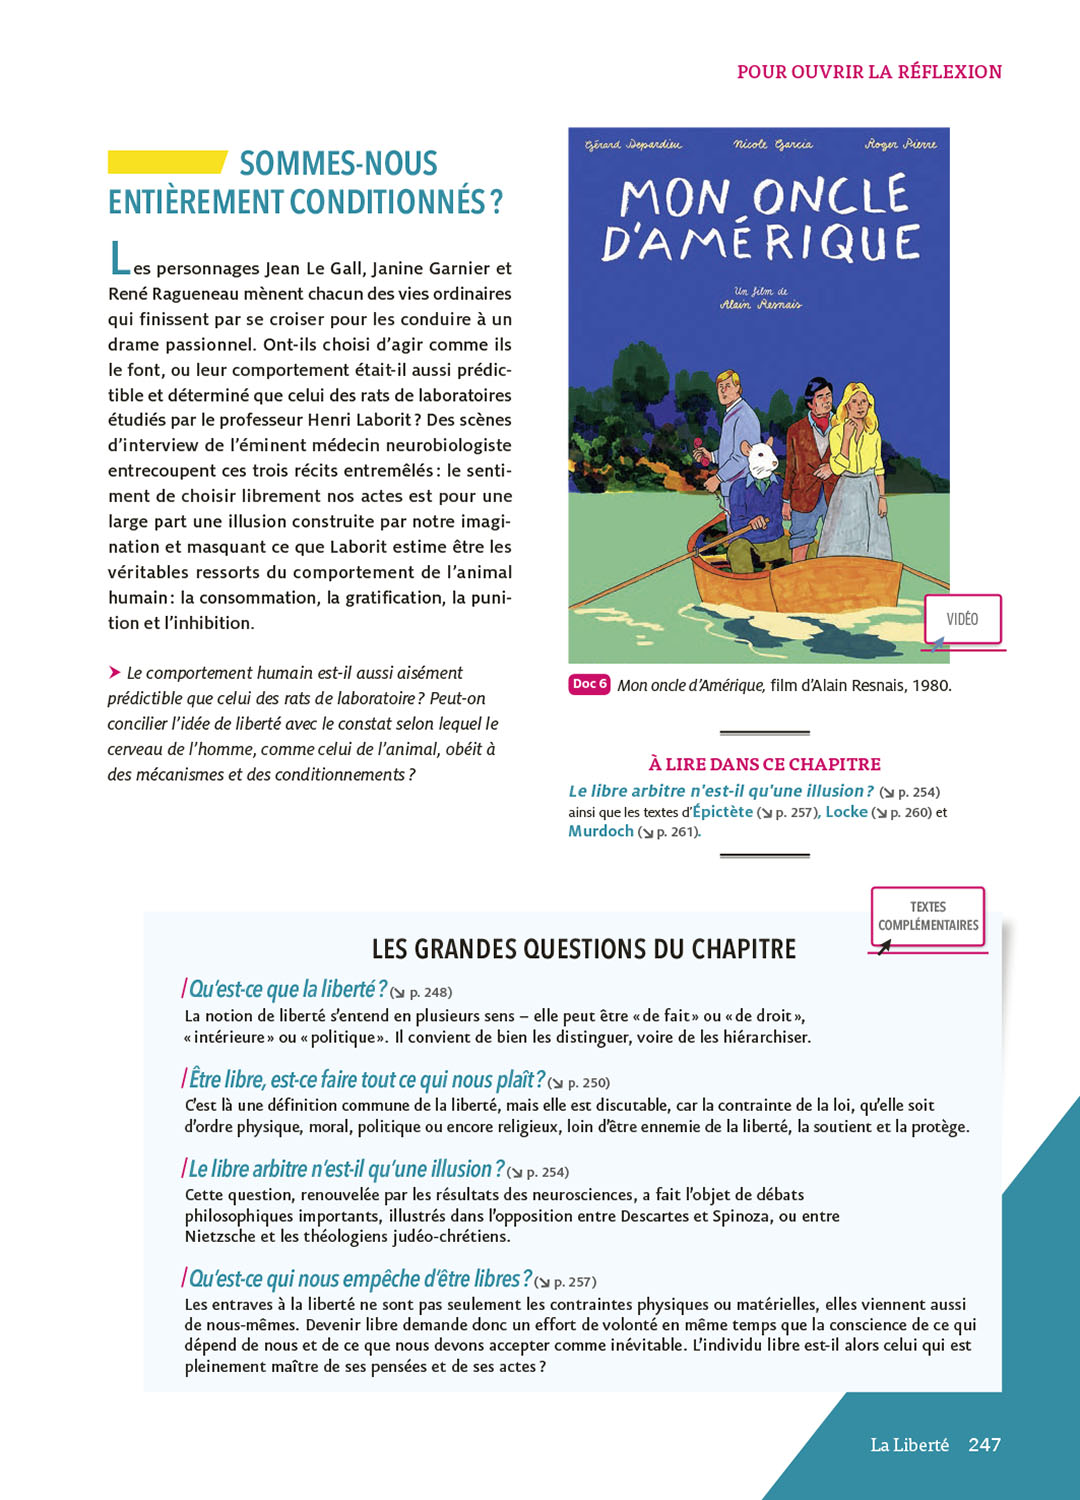 POUR OUVRIR LA RÉFLEXION
SOMMES-NOUS
ENTIÈREMENT CONDITIONNÉS ?
Les personnages Jean Le Gall, Janine Garnier et
René Ragueneau mènent chacun des vies ordinaires
qui finissent par se croiser pour les conduire à un
drame passionnel. Ont-ils choisi d’agir comme ils
le font, ou leur comportement était-il aussi prédic-
tible et déterminé que celui des rats de laboratoires
étudiés par le professeur Henri Laborit ? Des scènes
d’interview de l’éminent médecin neurobiologiste
entrecoupent ces trois récits entremêlés : le senti-
ment de choisir librement nos actes est pour une
large part une illusion construite par notre imagi-
nation et masquant ce que Laborit estime être les
véritables ressorts du comportement de l’animal
humain : la consommation, la gratification, la puni-
tion et l’inhibition.
➤ Le comportement humain est-il aussi aisément
prédictible que celui des rats de laboratoire ? Peut-on
concilier l’idée de liberté avec le constat selon lequel le
cerveau de l’homme, comme celui de l’animal, obéit à
des mécanismes et des conditionnements ?
Gérard Depardieu Nicole Garcia Roger Pierre
MON ONCLE
D’AMÉRIQUE
Un film de
Alain Resnais
VIDÉO
Doc 6 Mon oncle d’Amérique, film d’Alain Resnais, 1980.
À LIRE DANS CE CHAPITRE
Le libre arbitre n'est-il qu'une illusion ? (↘ p. 254)
ainsi que les textes d’Épictète (↘ p. 257), Locke (↘ p. 260) et
Murdoch (↘ p. 261).
TEXTES
COMPLÉMENTAIRES
LES GRANDES QUESTIONS DU CHAPITRE
/Qu’est-ce que la liberté ? (↘ p. 248)
La notion de liberté s’entend en plusieurs sens – elle peut être « de fait » ou « de droit »,
« intérieure » ou « politique ». Il convient de bien les distinguer, voire de les hiérarchiser.
/Être libre, est-ce faire tout ce qui nous plaît ? (↘ p. 250)
C’est là une définition commune de la liberté, mais elle est discutable, car la contrainte de la loi, qu’elle soit
d’ordre physique, moral, politique ou encore religieux, loin d’être ennemie de la liberté, la soutient et la protège.
/Le libre arbitre n’est-il qu’une illusion ? (↘ p. 254)
Cette question, renouvelée par les résultats des neurosciences, a fait l’objet de débats
philosophiques importants, illustrés dans l’opposition entre Descartes et Spinoza, ou entre
Nietzsche et les théologiens judéo-chrétiens.
/Qu’est-ce qui nous empêche d’être libres ? (↘ p. 257)
Les entraves à la liberté ne sont pas seulement les contraintes physiques ou matérielles, elles viennent aussi
de nous-mêmes. Devenir libre demande donc un effort de volonté en même temps que la conscience de ce qui
dépend de nous et de ce que nous devons accepter comme inévitable. L’individu libre est-il alors celui qui est
pleinement maître de ses pensées et de ses actes ?
La Liberté 247